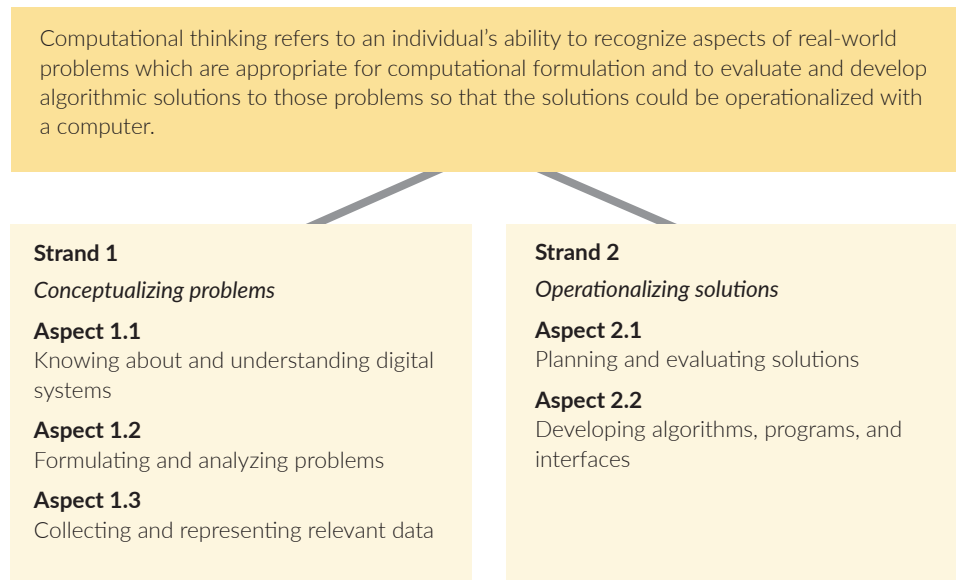 Computational thinking refers to an individual's ability to recognize aspects of real-world
problems which are appropriate for computational formulation and to evaluate and develop
algorithmic solutions to those problems so that the solutions could be operationalized with
a computer.
Strand 1
Conceptualizing problems
Aspect 1.1
Knowing about and understanding digital
systems
Aspect 1.2
Formulating and analyzing problems
Aspect 1.3
Collecting and representing relevant data
Strand 2
Operationalizing solutions
Aspect 2.1
Planning and evaluating solutions
Aspect 2.2
Developing algorithms, programs, and
interfaces